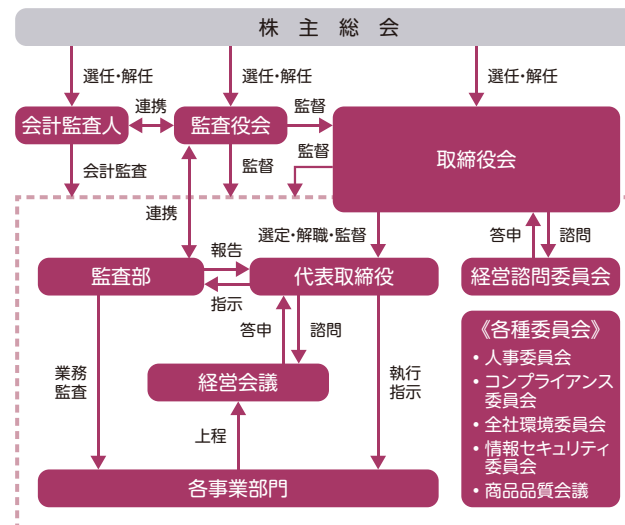 株主総会
選任・解任
選任・解任
選任・解任
会計監査人
連携
監査役会
監督
取締役会
会計監査
監督
監督
連携
選定・解職・監督
答申
諮問
監査部
報告
指示
代表取締役
経営諮問委員会
答申
諮問
業務
監査
経営会議
執行
指示
上程
各事業部門
《各種委員会》
・人事委員会
・コンプライアンス
委員会
・全社環境委員会
・情報セキュリティ
委員会
・商品品質会議